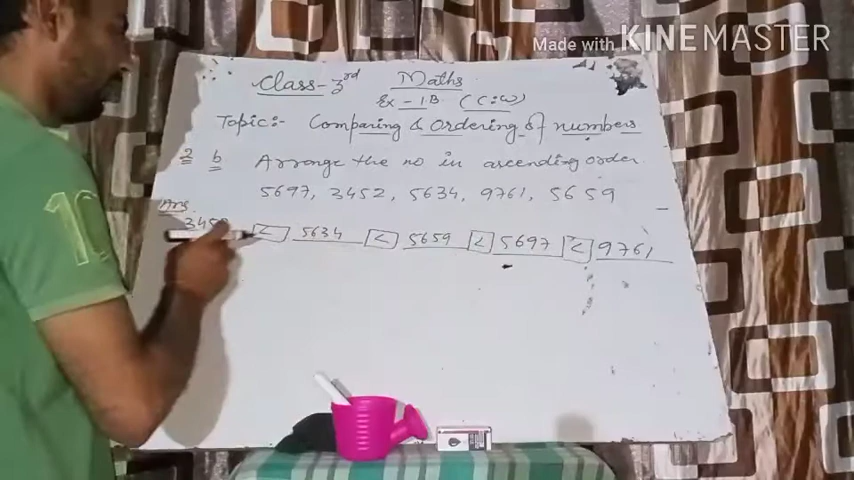 Made with KINEMASTER
Class-3rd Maths
Ex-1B (C:W)
Topic:- Comparing & Ordering of numbers
2 b Arrange the no in ascending order.
5697, 3452, 5634, 9761, 5659
Ans
< 5634 < 5659 < 5697 < 9761
10